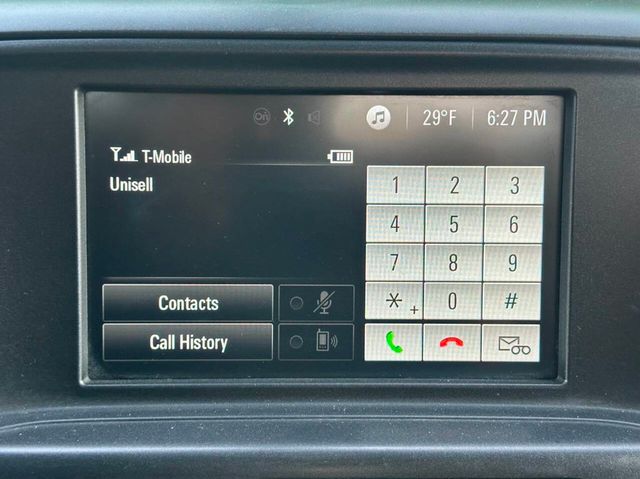 On 29°F 6:27 PM
T-Mobile
Unisell
1 2 3
4 5 6
7 8 9
*+ 0 #
Contacts
Call History